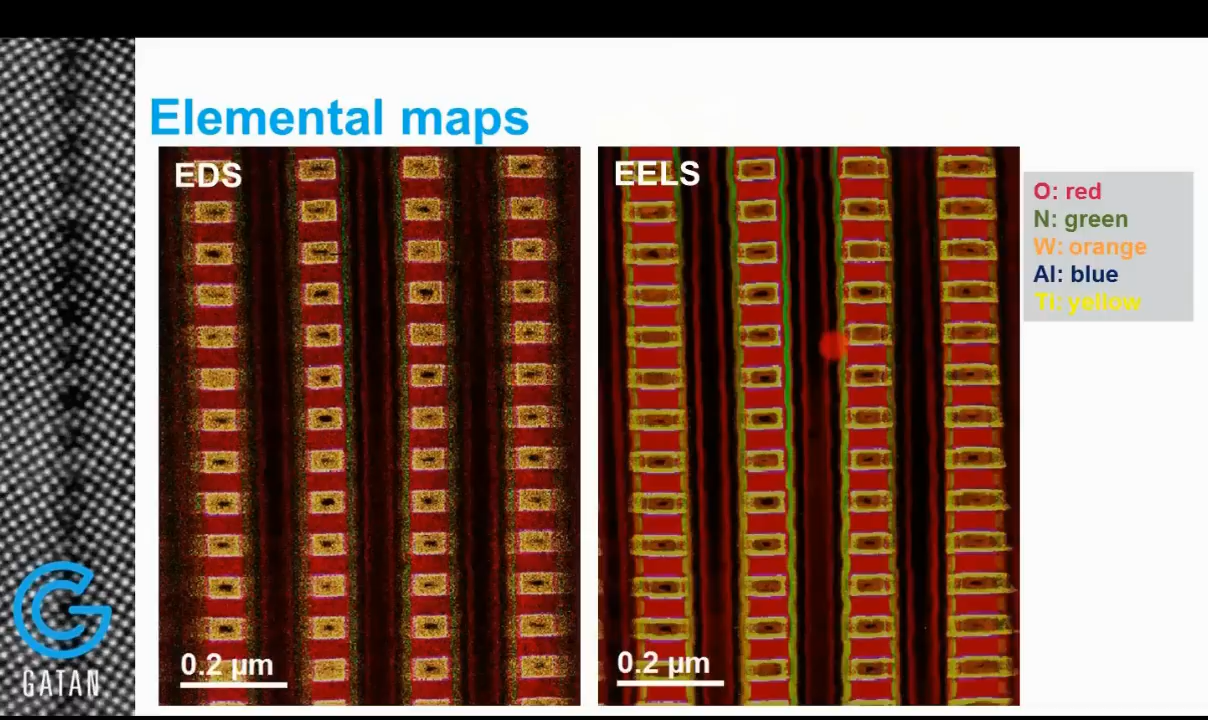 Elemental maps
EDS
EELS
O: red
N: green
W: orange
Al: blue
Ti: yellow
0.2 µm
0.2 µm
GATAN